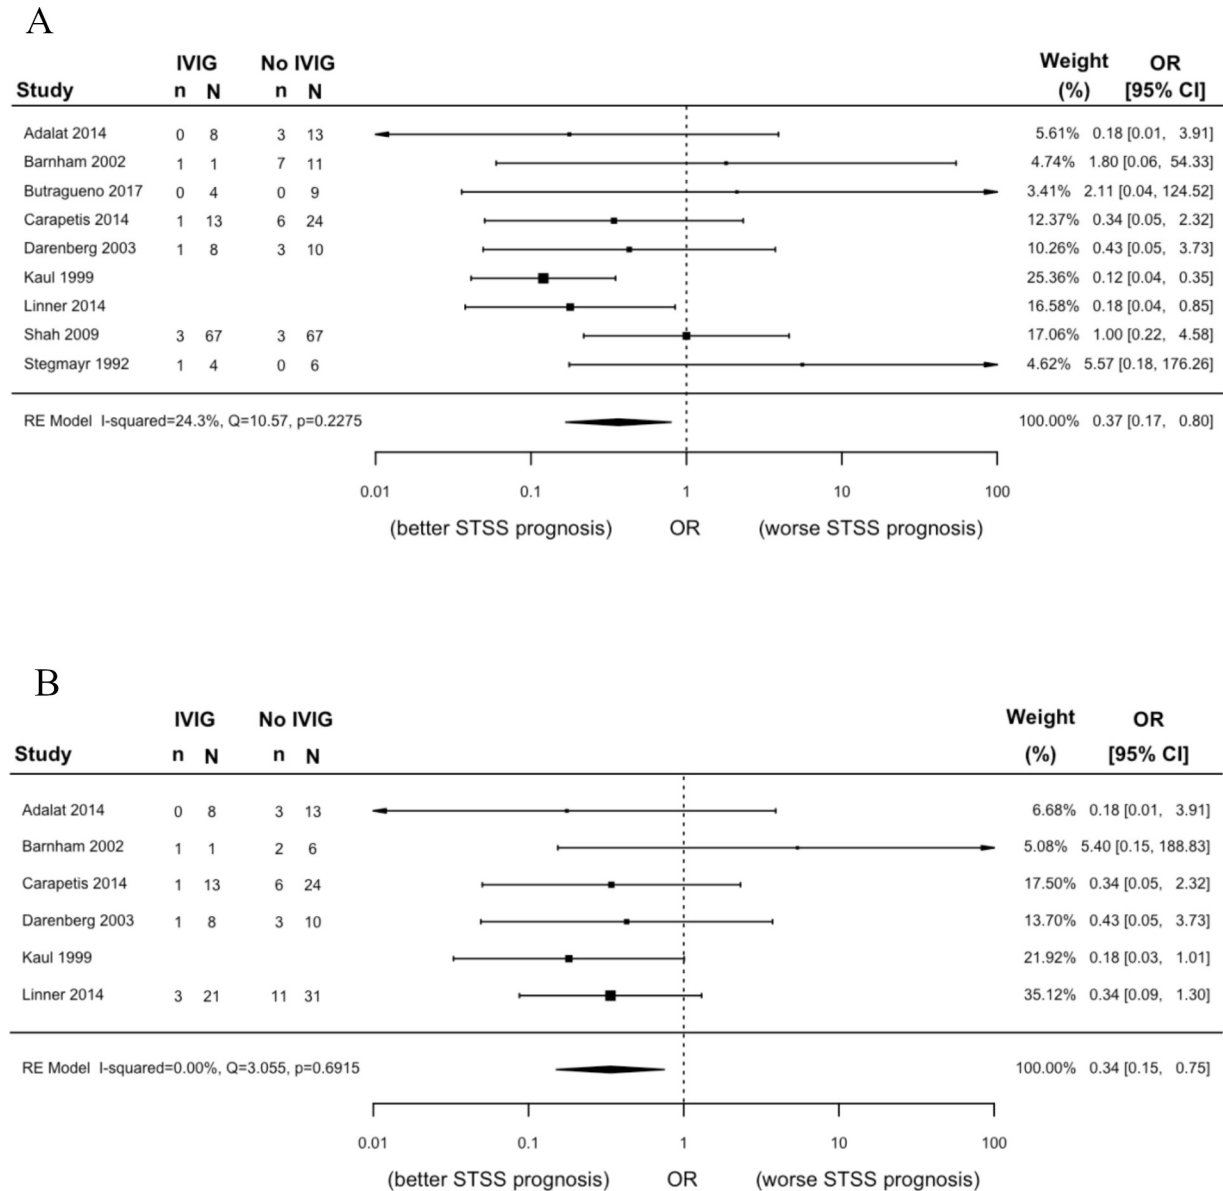 A
IVIG No IVIG Weight OR
Study n N n N (%) [95% CI]
Adalat 2014 0 8 3 13 5.61% 0.18 [0.01, 3.91]
Barnham 2002 1 1 7 11 4.74% 1.80 [0.06, 54.33]
Butragueno 2017 0 4 0 9 3.41% 2.11 [0.04, 124.52]
Carapetis 2014 1 13 6 24 12.37% 0.34 [0.05, 2.32]
Darenberg 2003 1 8 3 10 10.26% 0.43 [0.05, 3.73]
Kaul 1999 25.36% 0.12 [0.04, 0.35]
Linner 2014 16.58% 0.18 [0.04, 0.85]
Shah 2009 3 67 3 67 17.06% 1.00 [0.22, 4.58]
Stegmayr 1992 1 4 0 6 4.62% 5.57 [0.18, 176.26]
RE Model I-squared=24.3%, Q=10.57, p=0.2275 100.00% 0.37 [0.17, 0.80]
0.01 0.1 1 10 100
(better STSS prognosis) OR (worse STSS prognosis)
B
IVIG No IVIG Weight OR
Study n N n N (%) [95% CI]
Adalat 2014 0 8 3 13 6.68% 0.18 [0.01, 3.91]
Barnham 2002 1 1 2 6 5.08% 5.40 [0.15, 188.83]
Carapetis 2014 1 13 6 24 17.50% 0.34 [0.05, 2.32]
Darenberg 2003 1 8 3 10 13.70% 0.43 [0.05, 3.73]
Kaul 1999 21.92% 0.18 [0.03, 1.01]
Linner 2014 3 21 11 31 35.12% 0.34 [0.09, 1.30]
RE Model I-squared=0.00%, Q=3.055, p=0.6915 100.00% 0.34 [0.15, 0.75]
0.01 0.1 1 10 100
(better STSS prognosis) OR (worse STSS prognosis)